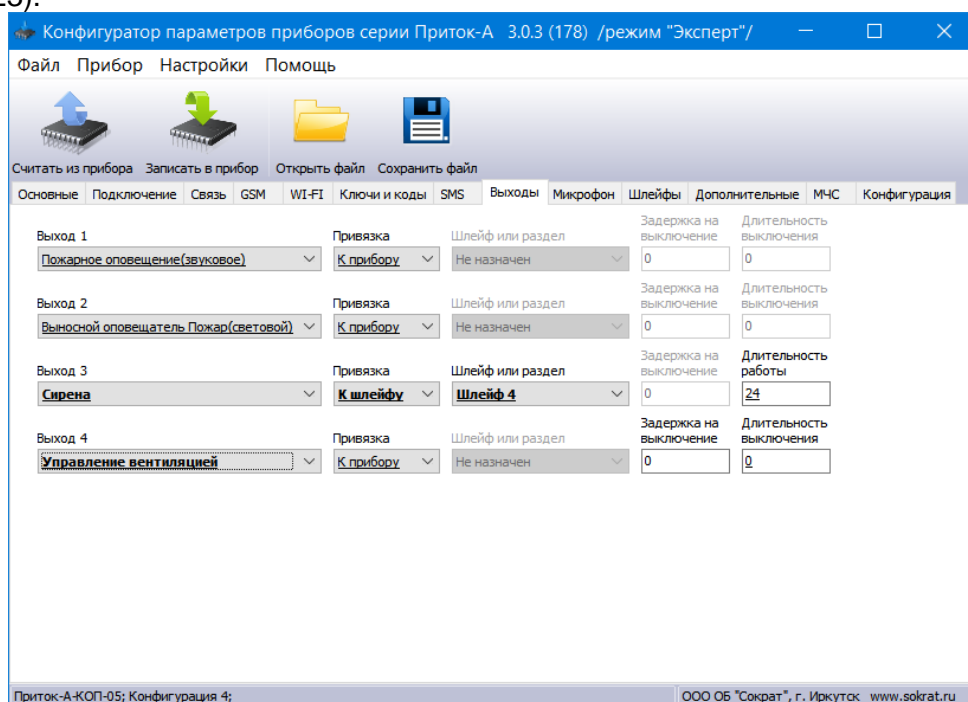 Конфигуратор параметров приборов серии Приток-А 3.0.3 (178) /режим "Эксперт"/
Файл Прибор Настройки Помощь
Считать из прибора Записать в прибор Открыть файл Сохранить файл
Основные Подключение Связь GSM WI-FI Ключи и коды SMS Выходы Микрофон Шлейфы Дополнительные МЧС Конфигурация
Задержка на Длительность
Выход 1 Привязка Шлейф или раздел выключение выключения
Пожарное оповещение(звуковое) К прибору Не назначен 0 0
Задержка на Длительность
Выход 2 Привязка Шлейф или раздел выключение выключения
Выносной оповещатель Пожар(световой) К прибору Не назначен 0 0
Задержка на Длительность
Выход 3 Привязка Шлейф или раздел выключение работы
Сирена К шлейфу Шлейф 4 0 24
Задержка на Длительность
Выход 4 Привязка Шлейф или раздел выключение выключения
Управление вентиляцией К прибору Не назначен 0 0
Приток-А-КОП-05; Конфигурация 4; ООО ОБ "Сократ", г. Иркутск www.sokrat.ru